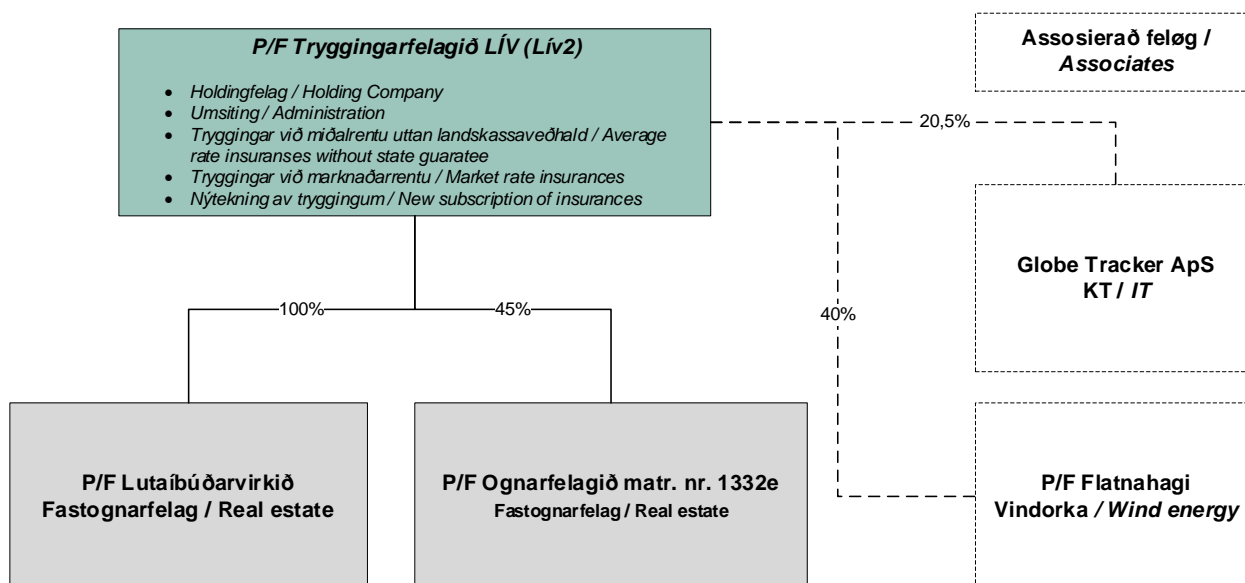 P/F Tryggingarfelagið LÍV (Lív2)
• Holdingfelag / Holding Company
• Umsiting / Administration
• Tryggingar við miðalrentu uttan landskassaveðhald / Average
rate insuranses without state guaratee
• Tryggingar við marknaðarrentu / Market rate insurances
• Nýtekning av tryggingum / New subscription of insurances
Assosierað feløg /
Associates
20,5%
Globe Tracker ApS
KT / IT
100%
45%
40%
P/F Lutaíbúðarvirkið
Fastognarfelag / Real estate
P/F Ognarfelagið matr. nr. 1332e
Fastognarfelag / Real estate
P/F Flatnahagi
Vindorka / Wind energy